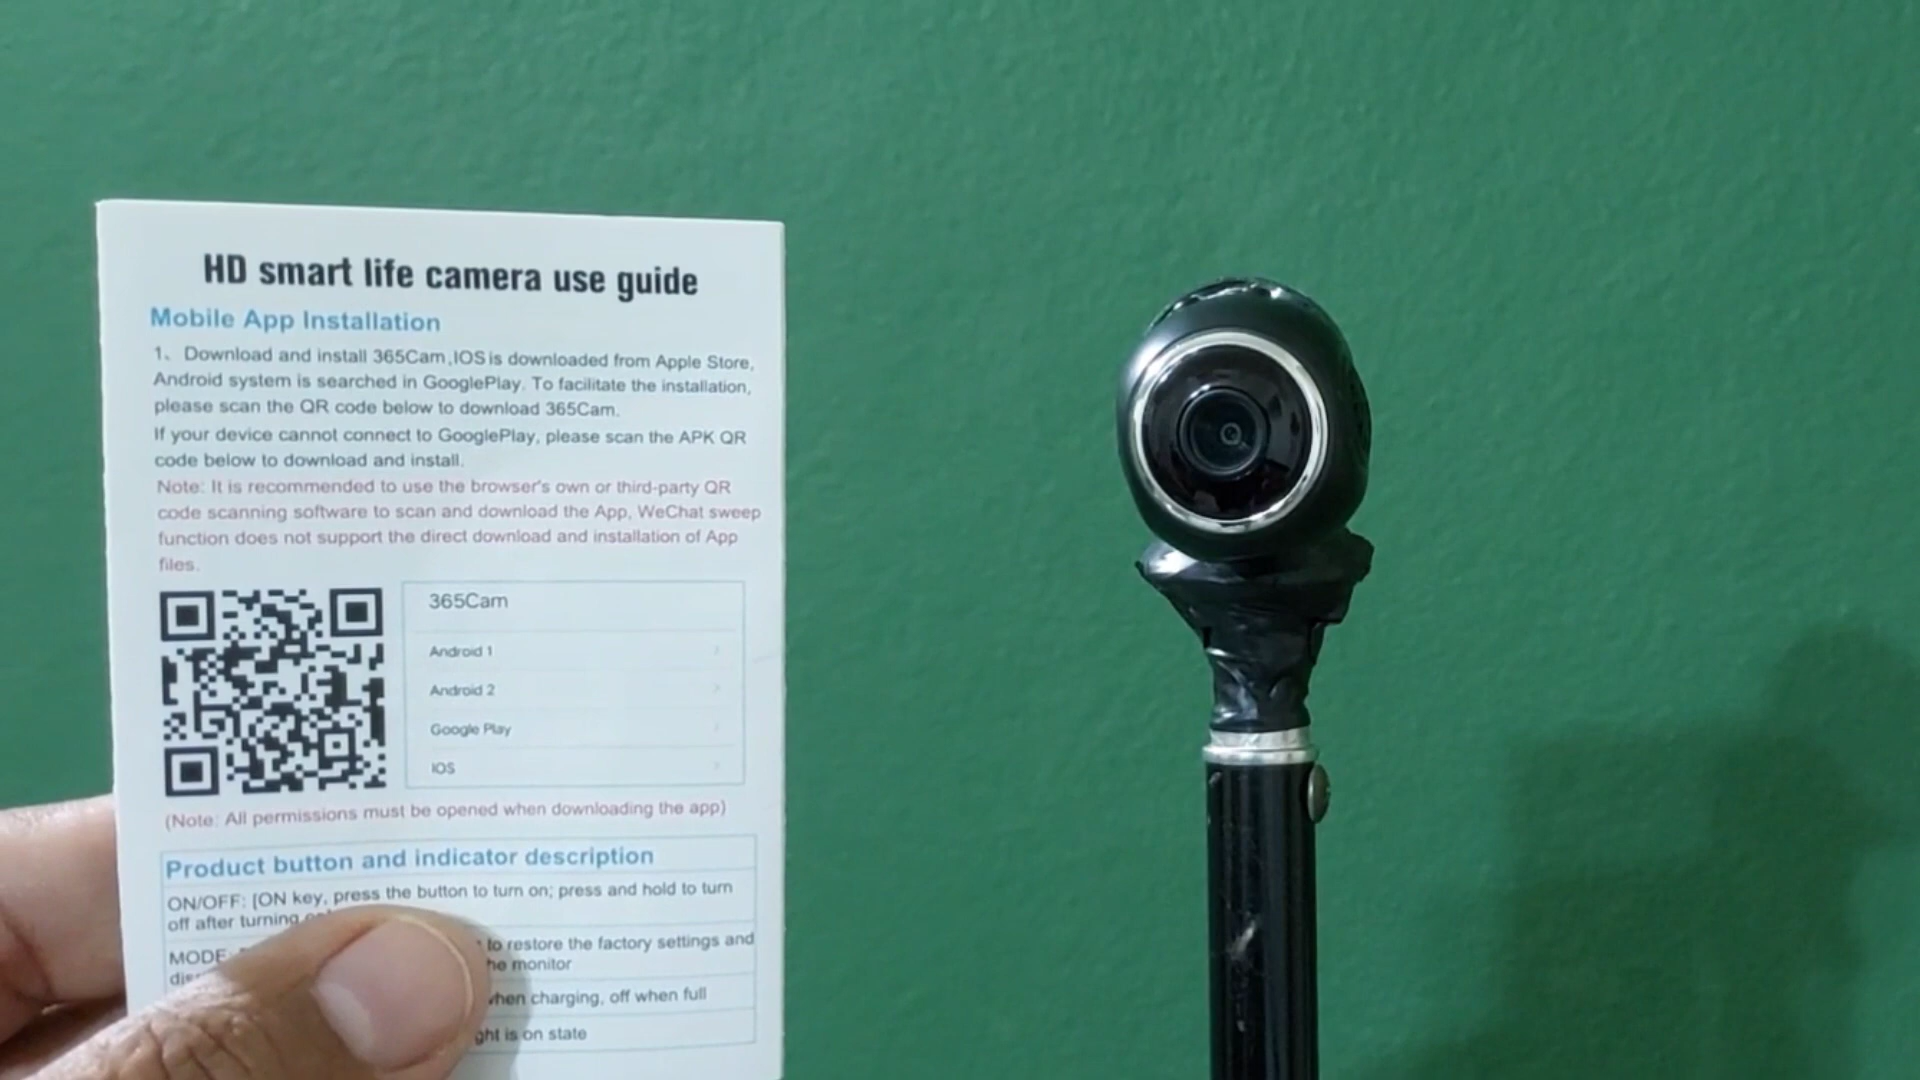 HD smart life camera use guide
Mobile App Installation
1、 Download and install 365Cam,IOS is downloaded from Apple Store,
Android system is searched in GooglePlay. To facilitate the installation,
please scan the QR code below to download 365Cam.
If your device cannot connect to GooglePlay, please scan the APK QR
code below to download and install.
Note: It is recommended to use the browser's own or third-party QR
code scanning software to scan and download the App, WeChat sweep
function does not support the direct download and installation of App
files.
365Cam
Android 1
Android 2
Google Play
IOS
(Note: All permissions must be opened when downloading the app)
Product button and indicator description
ON/OFF: [ON key, press the button to turn on; press and hold to turn
off after turning
MODE: to restore the factory settings and
monitor
when charging, off when full
is on state